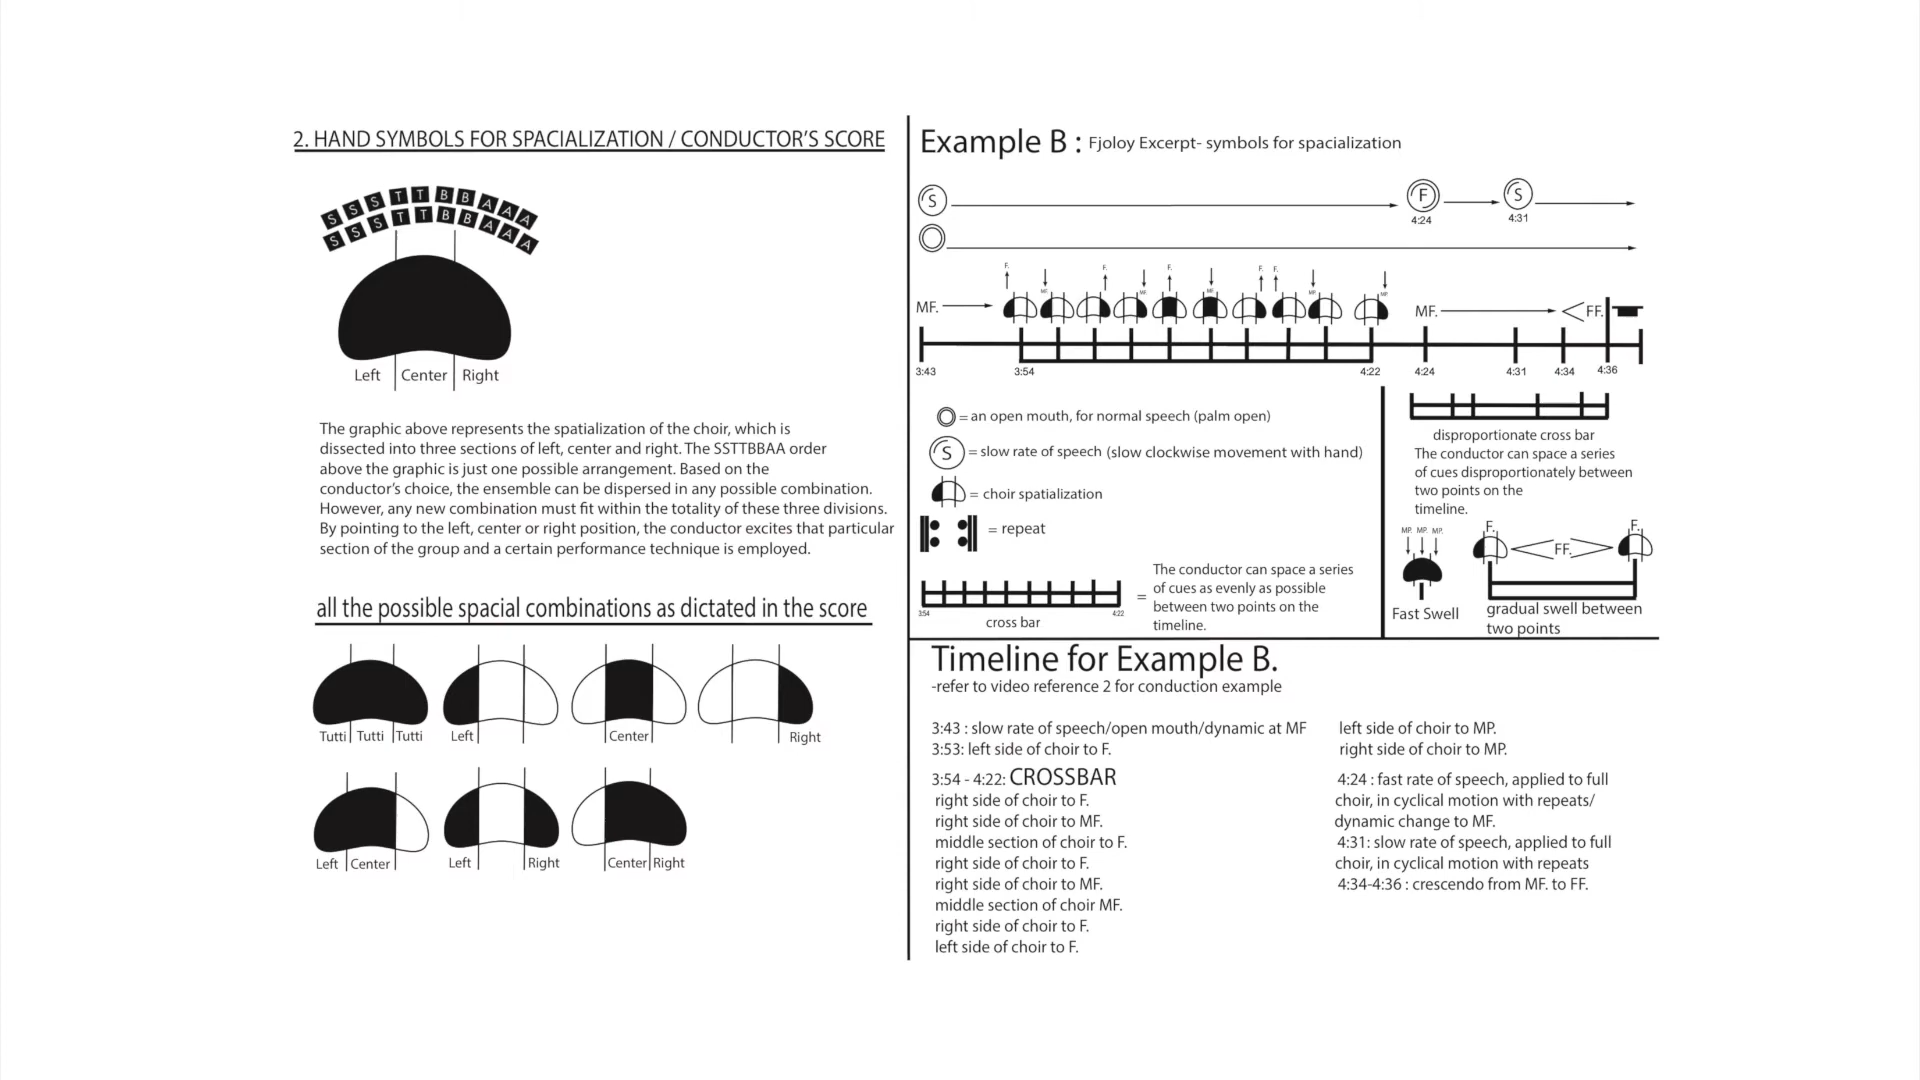 2. HAND SYMBOLS FOR SPACIALIZATION / CONDUCTOR'S SCORE
S S S T T B B A A A
S S S T T B B A A A
Left Center Right
The graphic above represents the spatialization of the choir, which is
dissected into three sections of left, center and right. The SSTTBBAA order
above the graphic is just one possible arrangement. Based on the
conductor's choice, the ensemble can be dispersed in any possible combination.
However, any new combination must fit within the totality of these three divisions.
By pointing to the left, center or right position, the conductor excites that particular
section of the group and a certain performance technique is employed.
all the possible spacial combinations as dictated in the score
Tutti Tutti Tutti Left Center Right
Left Center Left Right Center Right
Example B : Fjoloy Excerpt- symbols for spacialization
S F S
4:24 4:31
F. F. F. F. F.
MF. MF. MF. MP. MP.
MF. MF. FF.
3:43 3:54 4:22 4:24 4:31 4:34 4:36
= an open mouth, for normal speech (palm open)
S = slow rate of speech (slow clockwise movement with hand)
= choir spatialization
= repeat
3:54 4:22
cross bar
=
The conductor can space a series
of cues as evenly as possible
between two points on the
timeline.
disproportionate cross bar
The conductor can space a series
of cues disproportionately between
two points on the
timeline.
MP. MP. MP.
Fast Swell
F. FF. F.
gradual swell between
two points
Timeline for Example B.
-refer to video reference 2 for conduction example
3:43 : slow rate of speech/open mouth/dynamic at MF
3:53: left side of choir to F.
3:54 - 4:22: CROSSBAR
right side of choir to F.
right side of choir to MF.
middle section of choir to F.
right side of choir to F.
right side of choir to MF.
middle section of choir MF.
right side of choir to F.
left side of choir to F.
left side of choir to MP.
right side of choir to MP.
4:24 : fast rate of speech, applied to full
choir, in cyclical motion with repeats/
dynamic change to MF.
4:31: slow rate of speech, applied to full
choir, in cyclical motion with repeats
4:34-4:36 : crescendo from MF. to FF.